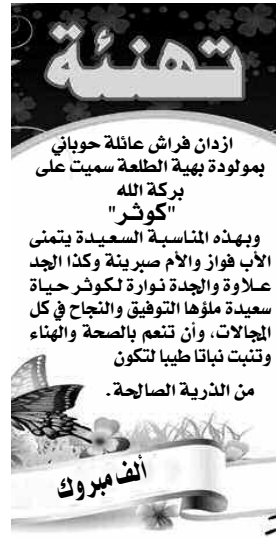 تهنئة
ازدان فراش عائلة حوباني
بمولودة بهية الطلعة سميت على
بركة الله
"كوثر"
وبهذه المناسبة السعيدة يتمنى
الأب فواز والأم صبرينة وكذا الجد
علاوة والجدة نوارة لكوثر حياة
سعيدة ملؤها التوفيق والنجاح في كل
المجالات، وأن تنعم بالصحة والهناء
وتنبت نباتا طيبا لتكون
من الذرية الصالحة.
ألف مبروك